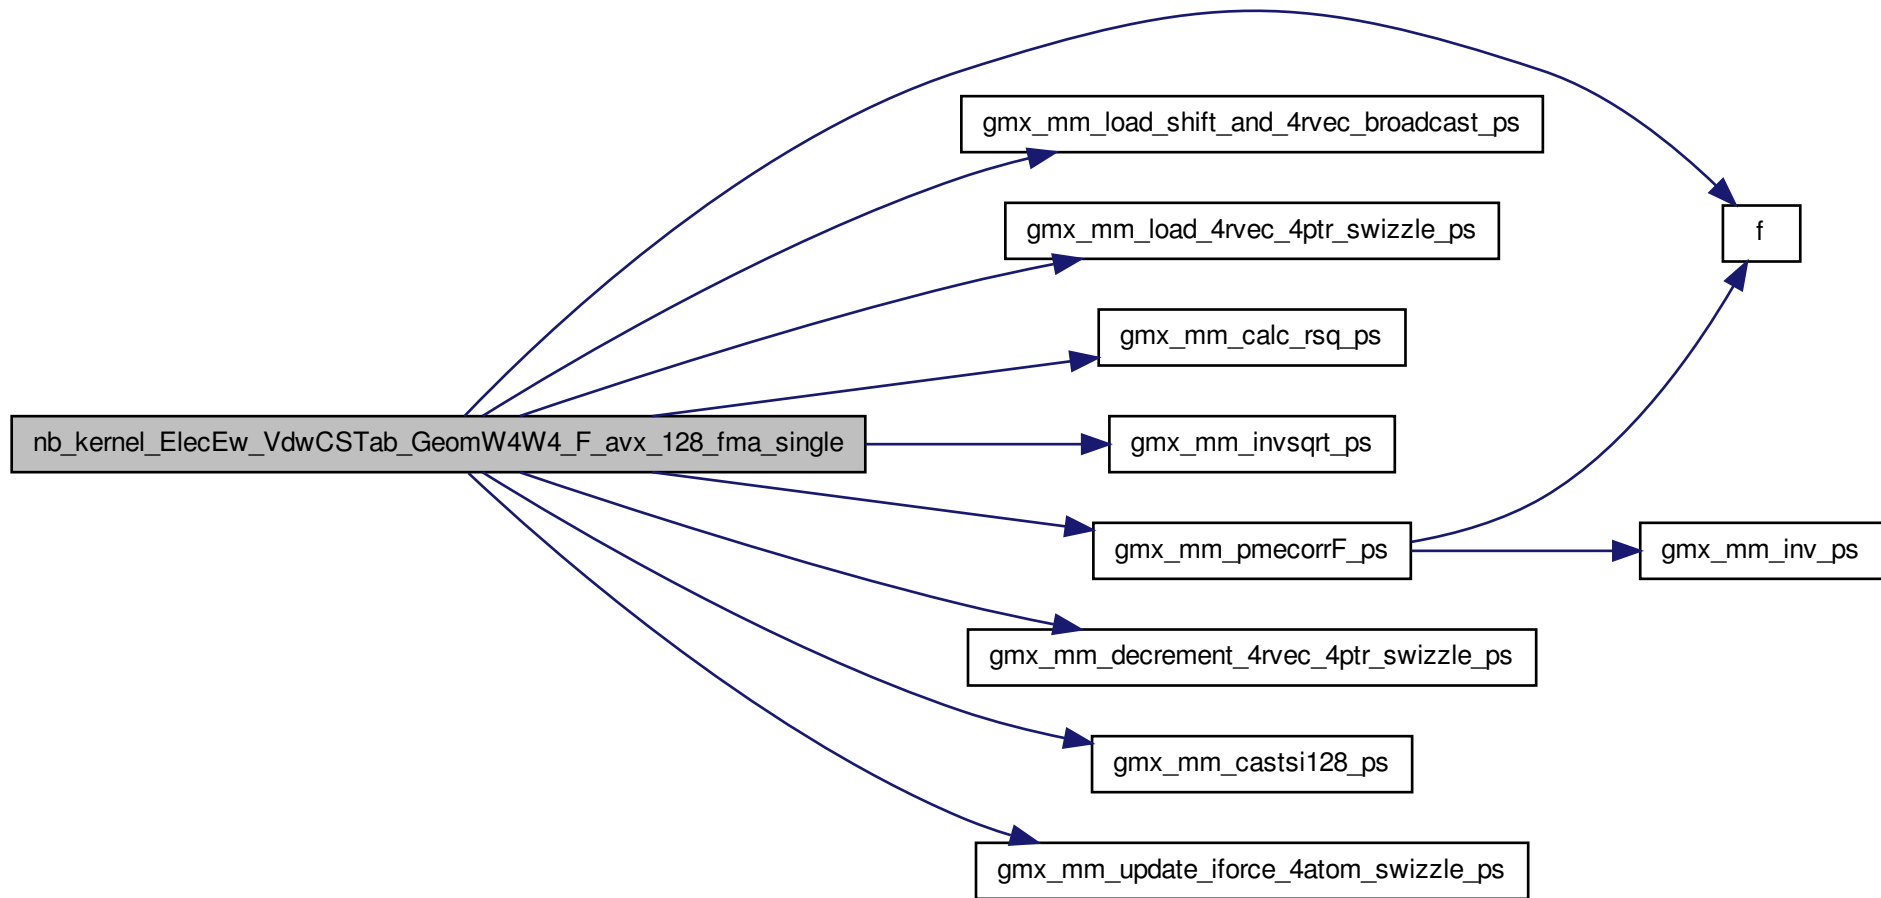 gmx_mm_load_shift_and_4rvec_broadcast_ps
gmx_mm_load_4rvec_4ptr_swizzle_ps
f
gmx_mm_calc_rsq_ps
nb_kernel_ElecEw_VdwCSTab_GeomW4W4_F_avx_128_fma_single
gmx_mm_invsqrt_ps
gmx_mm_pmecorrF_ps
gmx_mm_inv_ps
gmx_mm_decrement_4rvec_4ptr_swizzle_ps
gmx_mm_castsi128_ps
gmx_mm_update_iforce_4atom_swizzle_ps